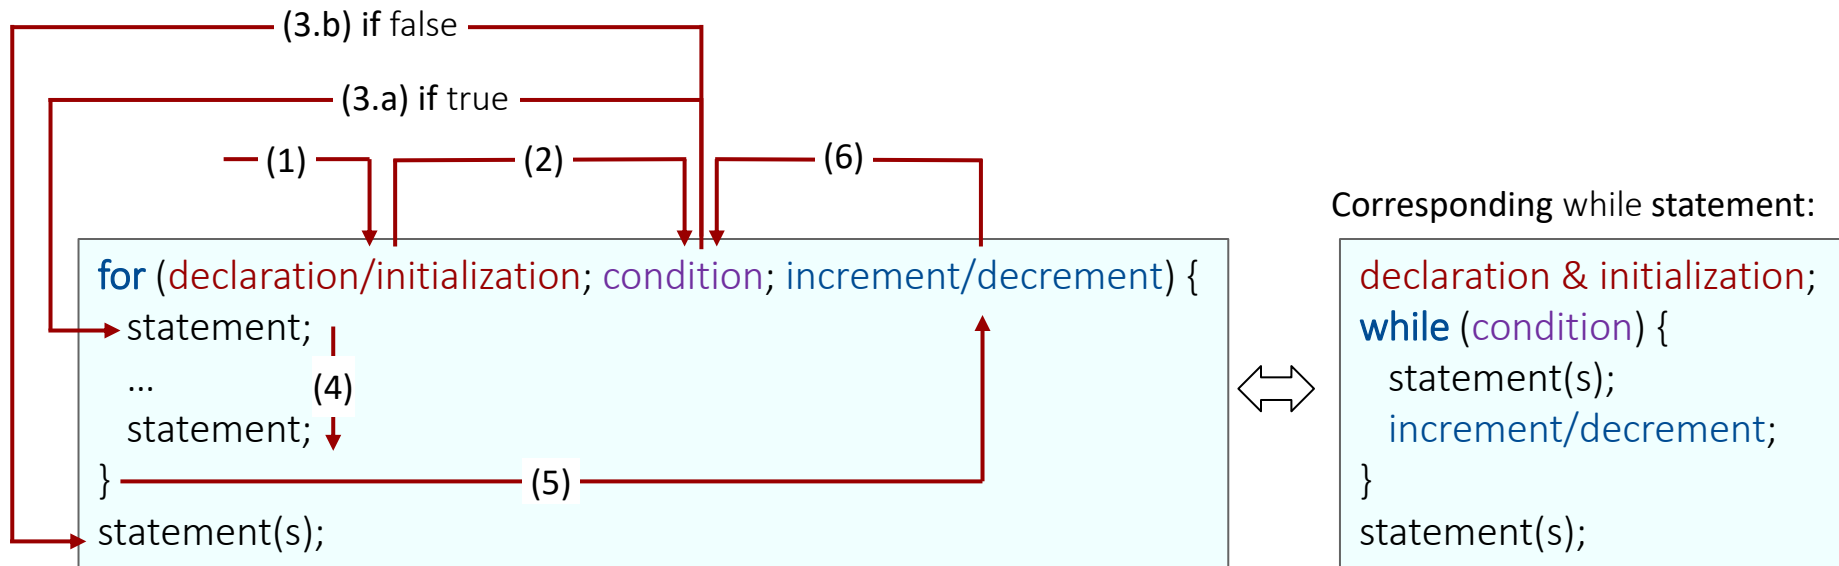 (3.b) if false
(3.a) if true
(1)
(2)
(6)
for (declaration/initialization; condition; increment/decrement) {
statement;
...
(4)
statement;
}
(5)
statement(s);
Corresponding while statement:
declaration & initialization;
while (condition) {
statement(s);
increment/decrement;
}
statement(s);